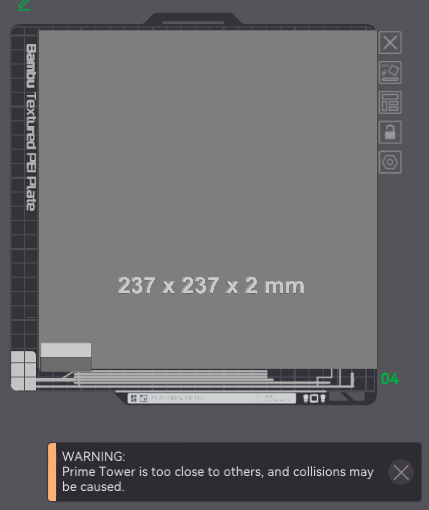 Bambu Textured PEI Plate
237 x 237 x 2 mm
04
WARNING:
Prime Tower is too close to others, and collisions may
be caused.